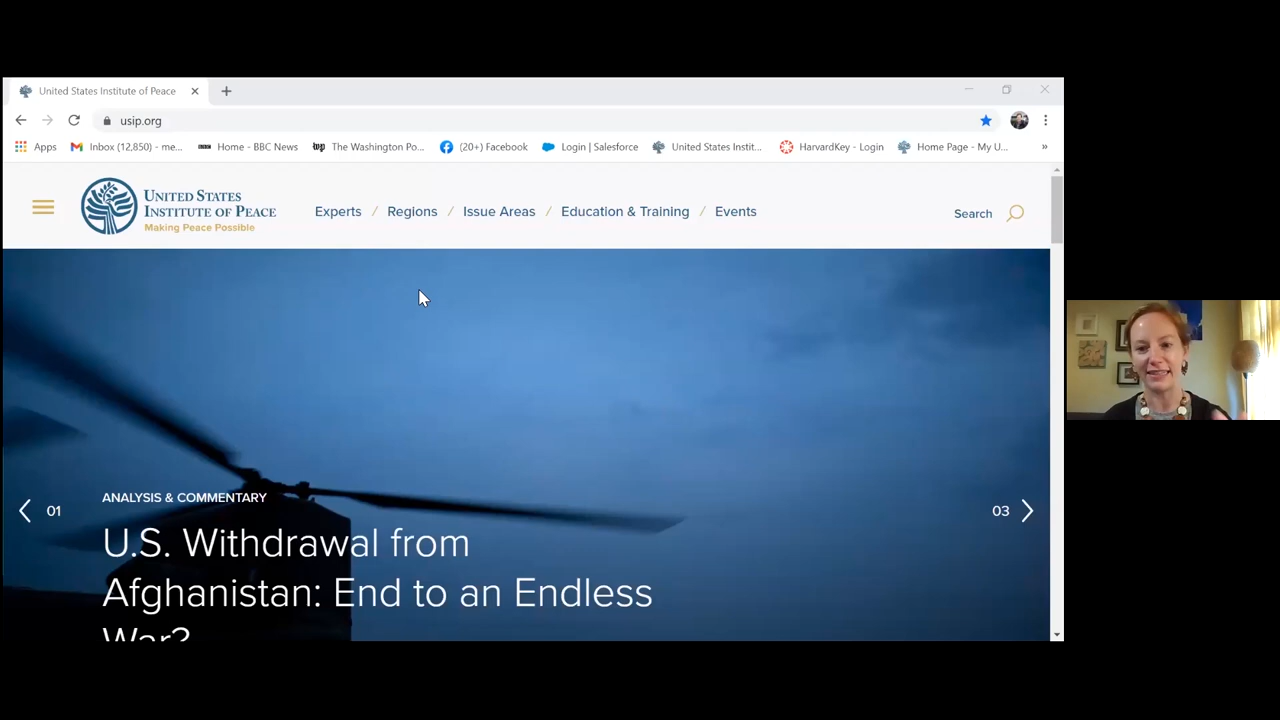 United States Institute of Peace
usip.org
Apps
Inbox (12,850) - me...
Home - BBC News
The Washington Po...
(20+) Facebook
Login | Salesforce
United States Instit...
HarvardKey - Login
Home Page - My U...
»
UNITED STATES
INSTITUTE OF PEACE
Making Peace Possible
Experts / Regions / Issue Areas / Education & Training / Events
Search
ANALYSIS & COMMENTARY
01
03
U.S. Withdrawal from
Afghanistan: End to an Endless
War?